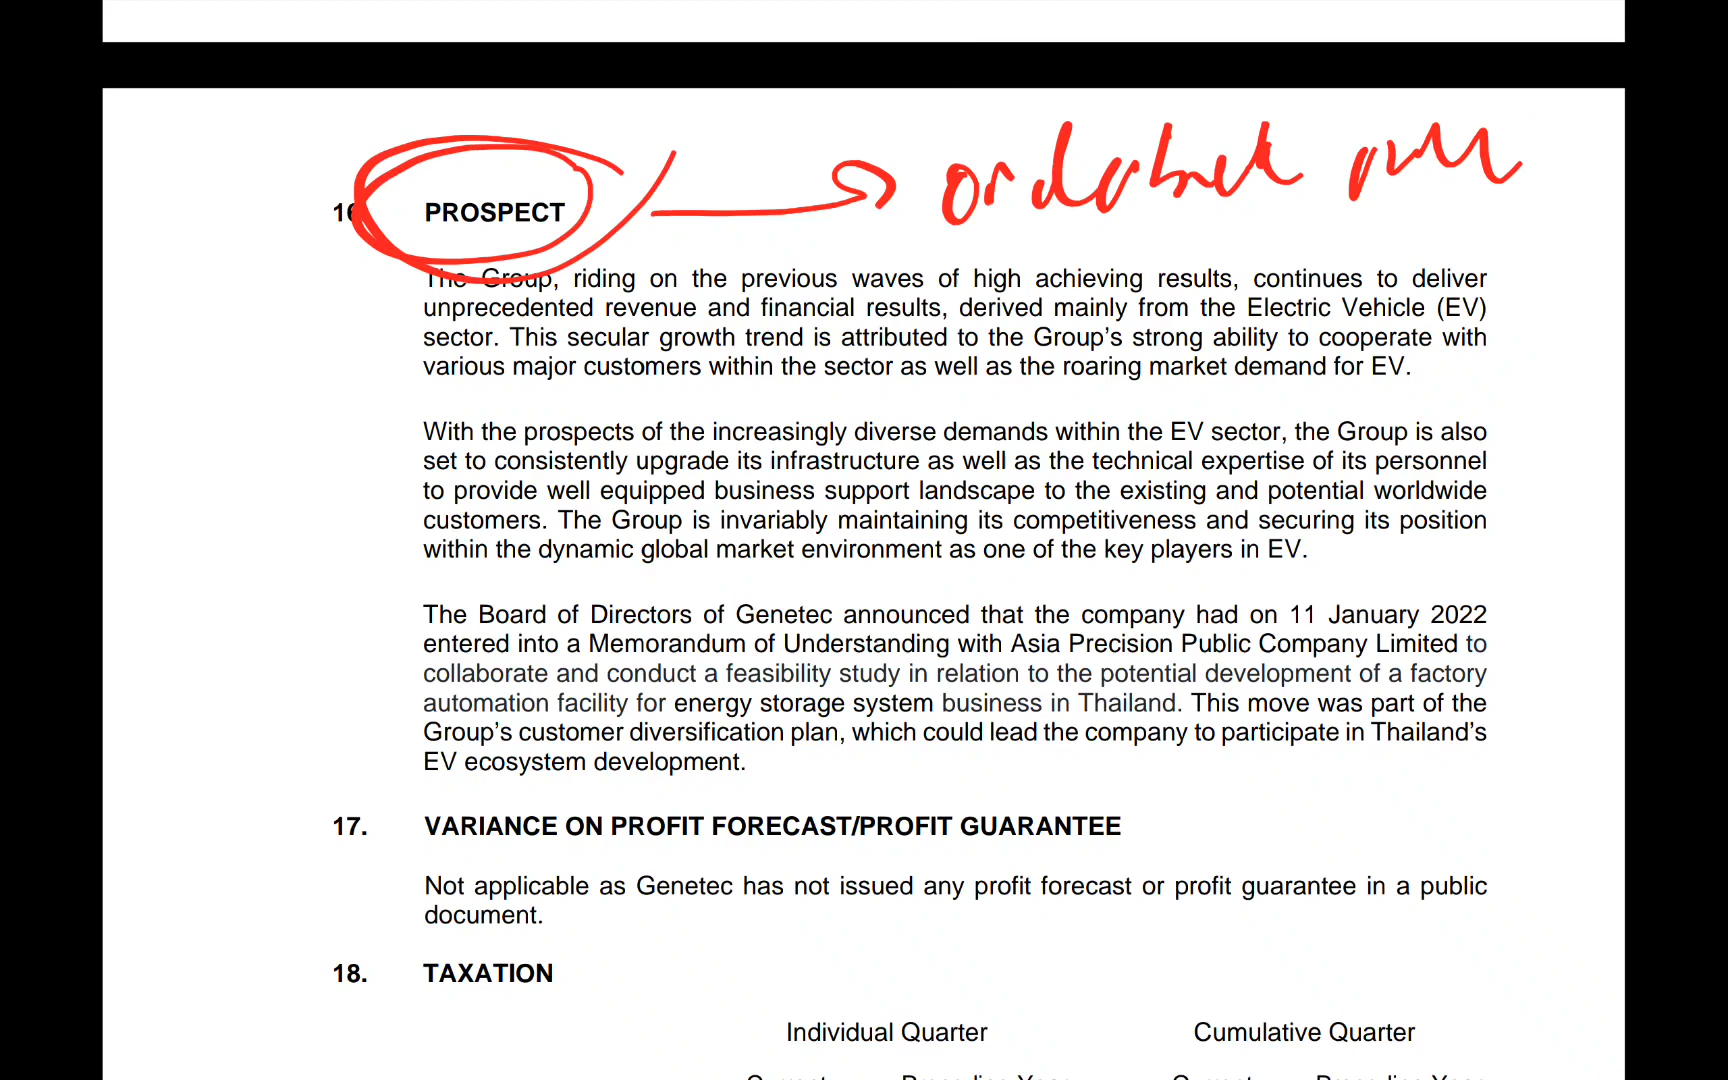 16 PROSPECT
The Group, riding on the previous waves of high achieving results, continues to deliver
unprecedented revenue and financial results, derived mainly from the Electric Vehicle (EV)
sector. This secular growth trend is attributed to the Group’s strong ability to cooperate with
various major customers within the sector as well as the roaring market demand for EV.
With the prospects of the increasingly diverse demands within the EV sector, the Group is also
set to consistently upgrade its infrastructure as well as the technical expertise of its personnel
to provide well equipped business support landscape to the existing and potential worldwide
customers. The Group is invariably maintaining its competitiveness and securing its position
within the dynamic global market environment as one of the key players in EV.
The Board of Directors of Genetec announced that the company had on 11 January 2022
entered into a Memorandum of Understanding with Asia Precision Public Company Limited to
collaborate and conduct a feasibility study in relation to the potential development of a factory
automation facility for energy storage system business in Thailand. This move was part of the
Group’s customer diversification plan, which could lead the company to participate in Thailand’s
EV ecosystem development.
17. VARIANCE ON PROFIT FORECAST/PROFIT GUARANTEE
Not applicable as Genetec has not issued any profit forecast or profit guarantee in a public
document.
18. TAXATION
Individual Quarter Cumulative Quarter
Current Preceding Year Current Preceding Year